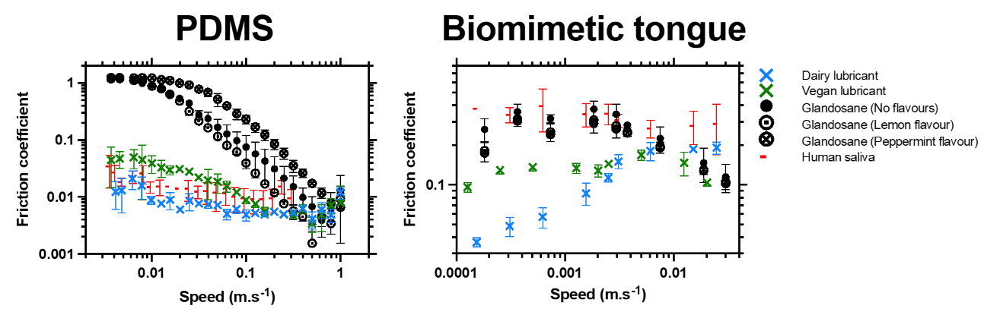 PDMS
Biomimetic tongue
Friction coefficient
1
0.1
0.01
0.001
0.01
0.1
1
Speed (m.s-1)
Friction coefficient
0.1
0.0001
0.001
0.01
Speed (m.s-1)
Dairy lubricant
Vegan lubricant
Glandosane (No flavours)
Glandosane (Lemon flavour)
Glandosane (Peppermint flavour)
Human saliva